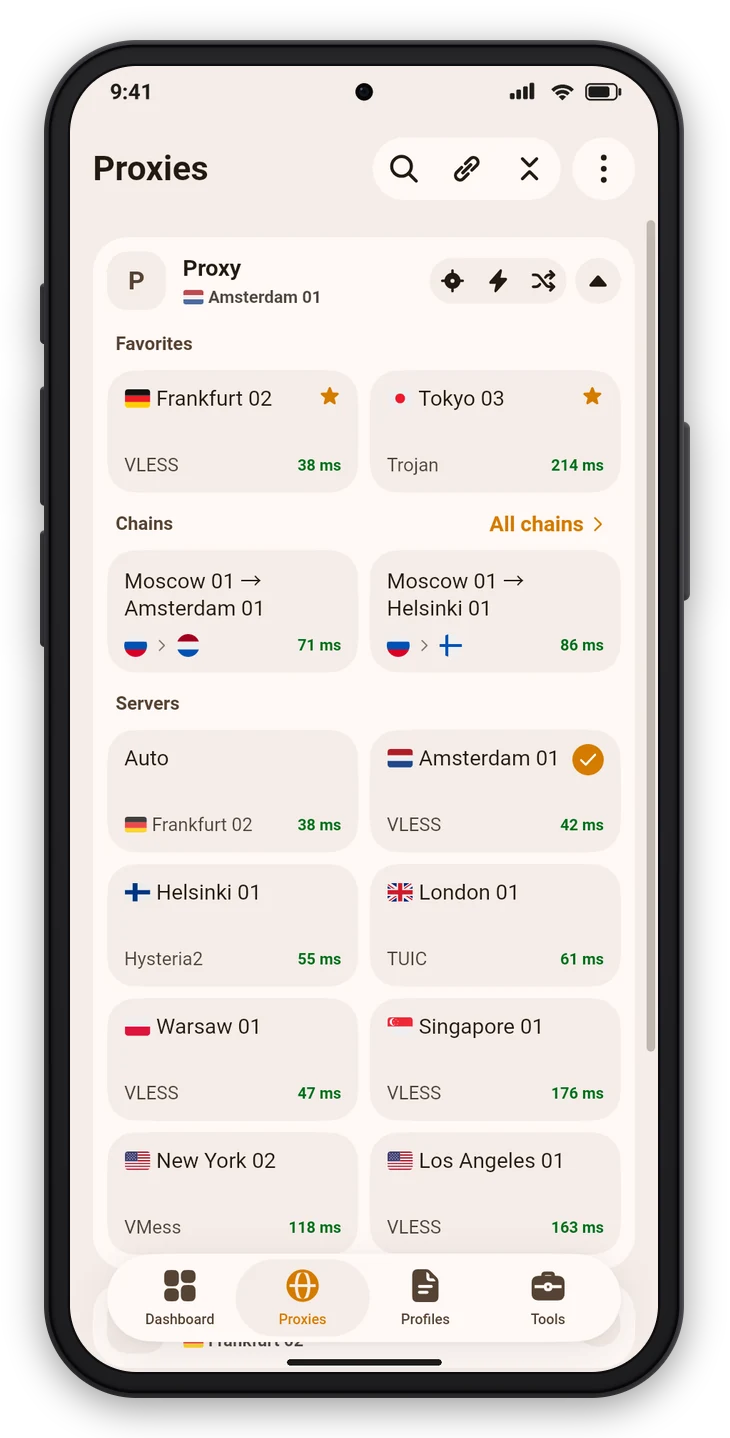 9:41
Proxies
P
Proxy
Amsterdam 01
Favorites
Frankfurt 02
VLESS
38 ms
Tokyo 03
Trojan
214 ms
Chains
All chains
Moscow 01 →
Amsterdam 01
71 ms
Moscow 01 →
Helsinki 01
86 ms
Servers
Auto
Frankfurt 02
38 ms
Amsterdam 01
VLESS
42 ms
Helsinki 01
Hysteria2
55 ms
London 01
TUIC
61 ms
Warsaw 01
VLESS
47 ms
Singapore 01
VLESS
176 ms
New York 02
VMess
118 ms
Los Angeles 01
VLESS
163 ms
Dashboard
Proxies
Profiles
Tools
Frankfurt 02